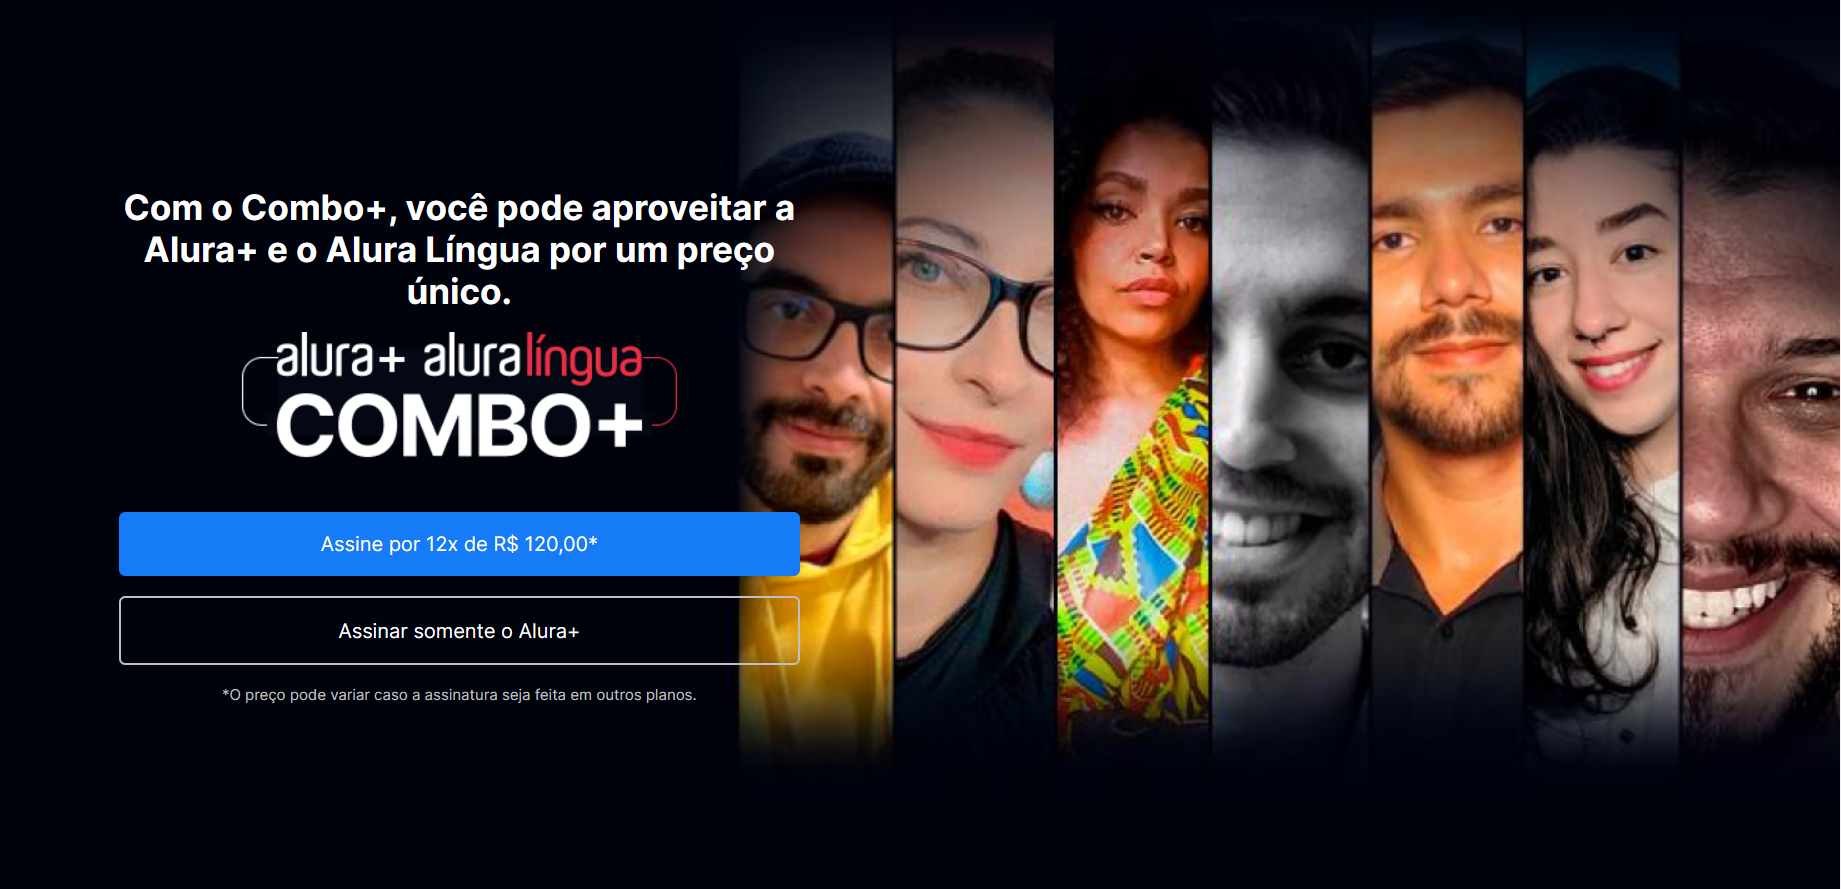 Com o Combo+, você pode aproveitar a
Alura+ e o Alura Língua por um preço
único.
alura+ aluralíngua
COMBO+
Assine por 12x de R$ 120,00*
Assinar somente o Alura+
*O preço pode variar caso a assinatura seja feita em outros planos.